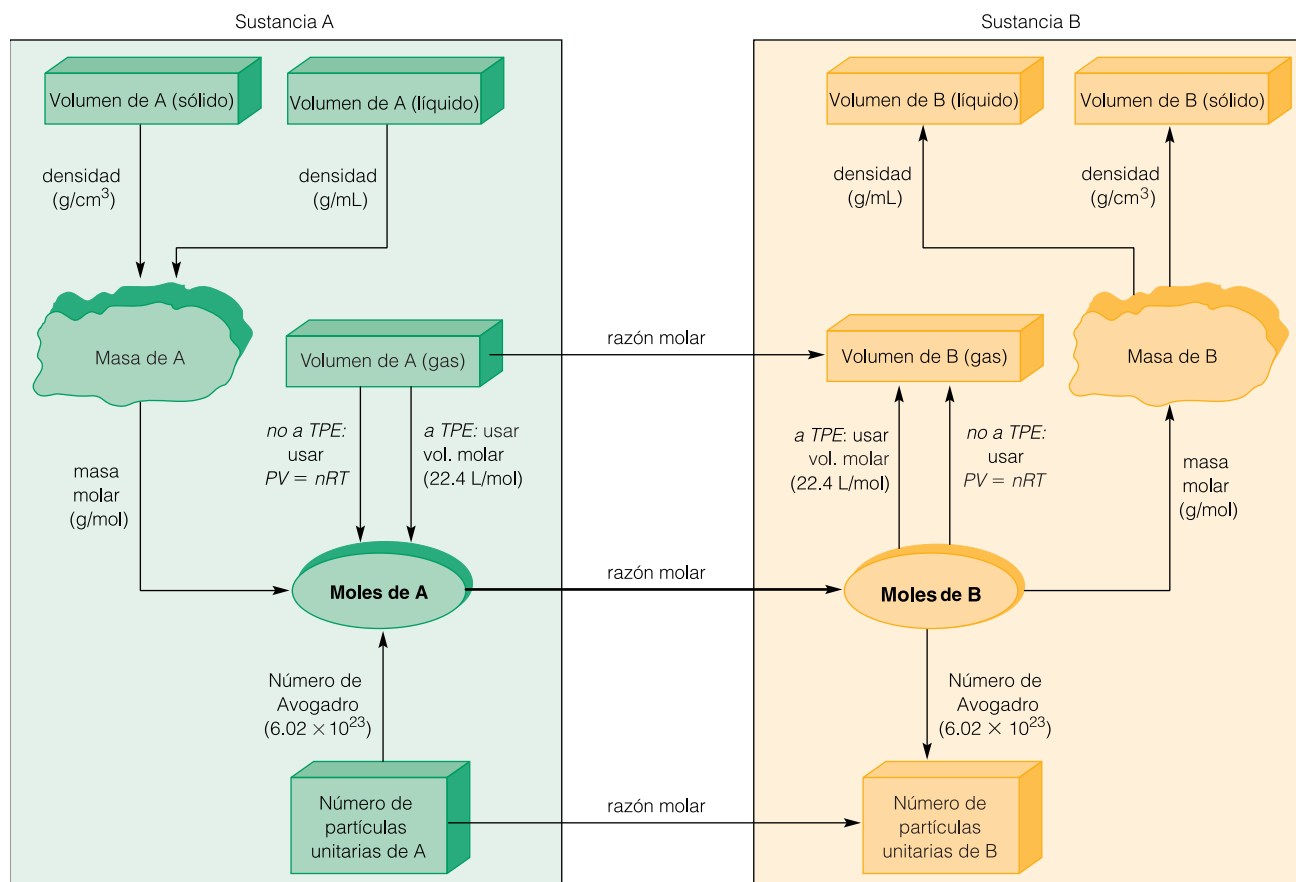 Sustancia A
Sustancia B
Volumen de A (sólido)
Volumen de A (líquido)
Volumen de B (líquido)
Volumen de B (sólido)
densidad
(g/cm³)
densidad
(g/mL)
densidad
(g/mL)
densidad
(g/cm³)
Masa de A
Volumen de A (gas)
razón molar
Volumen de B (gas)
Masa de B
masa
molar
(g/mol)
no a TPE:
usar
PV = nRT
a TPE: usar
vol. molar
(22.4 L/mol)
a TPE: usar
vol. molar
(22.4 L/mol)
no a TPE:
usar
PV = nRT
masa
molar
(g/mol)
Moles de A
razón molar
Moles de B
Número de
Avogadro
(6.02 × 10²³)
Número de
Avogadro
(6.02 × 10²³)
Número de
partículas
unitarias de A
razón molar
Número de
partículas
unitarias de B